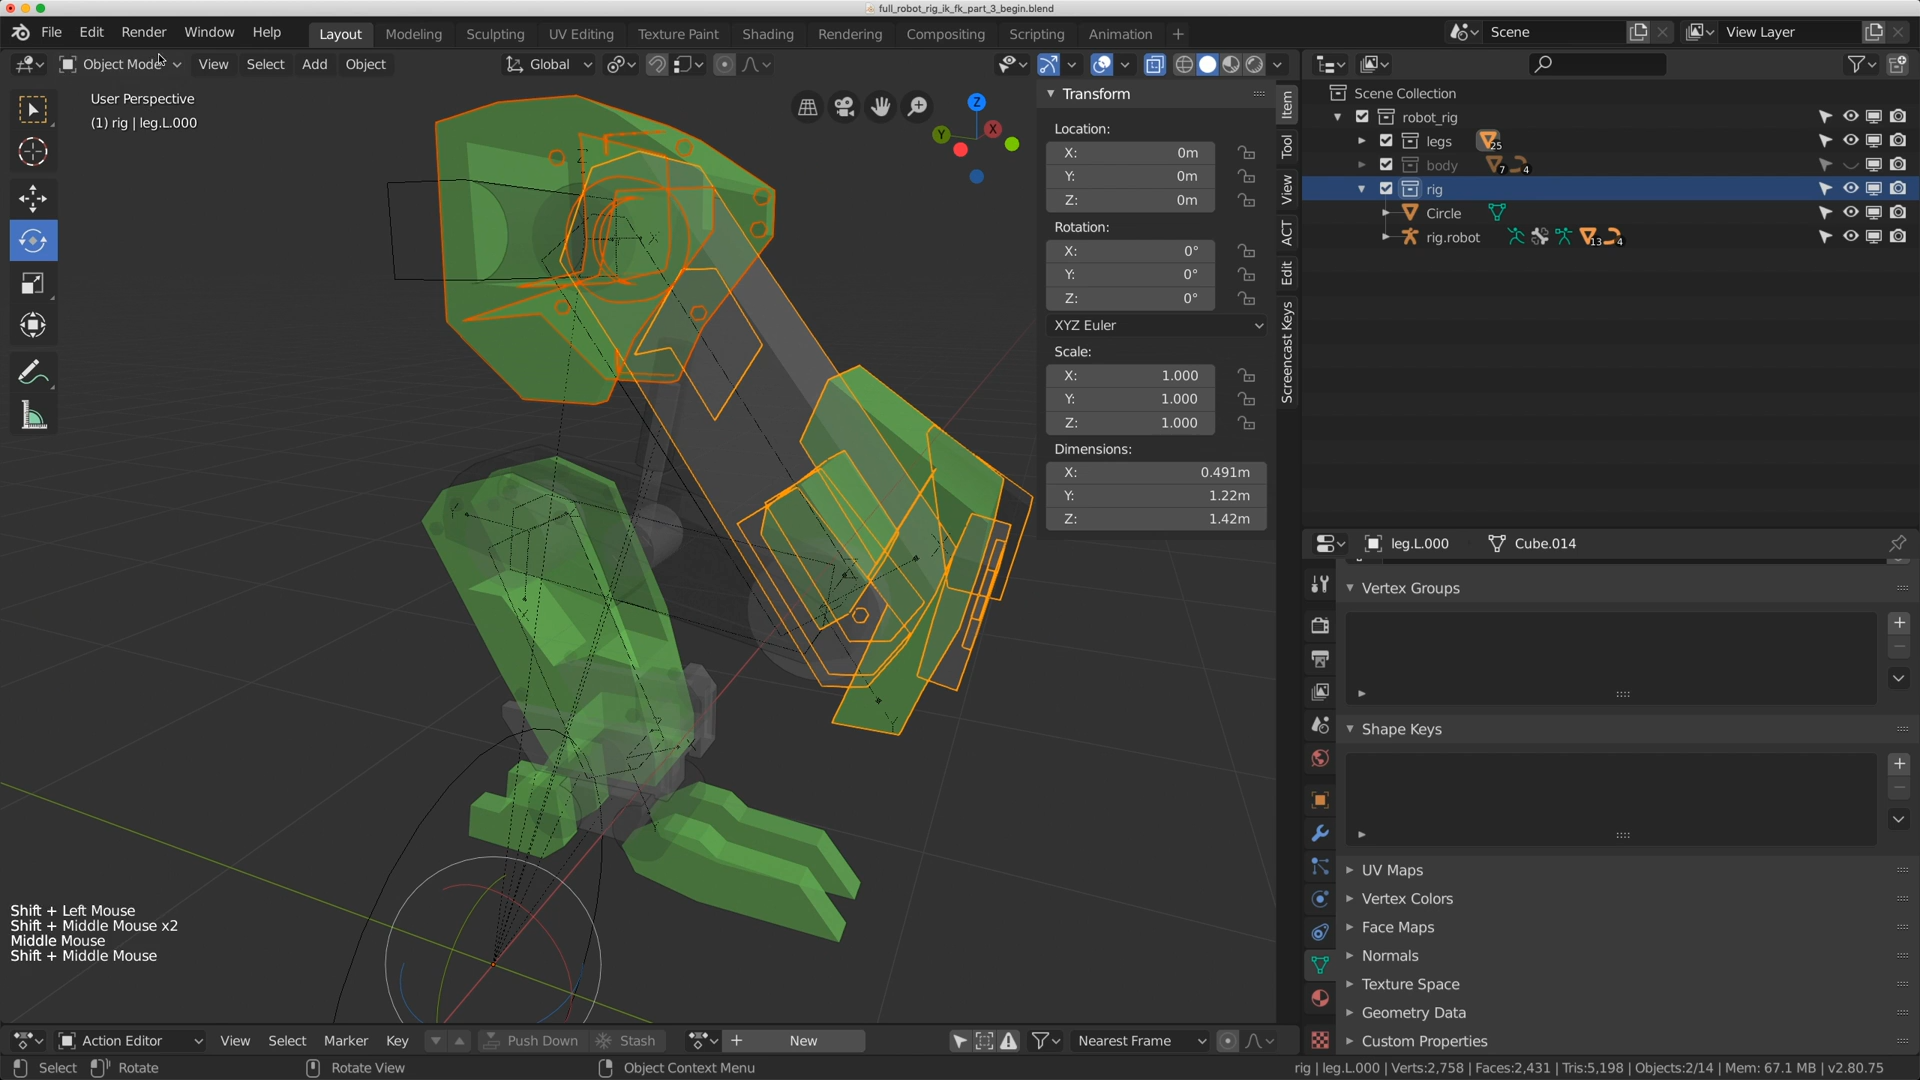 full_robot_rig_ik_fk_part_3_begin.blend
File Edit Render Window Help
Layout Modeling Sculpting UV Editing Texture Paint Shading Rendering Compositing Scripting Animation +
Scene
View Layer
Object Mode View Select Add Object
Global
User Perspective
(1) rig | leg.L.000
Z
Y
X
Transform
Location:
X: 0m
Y: 0m
Z: 0m
Rotation:
X: 0°
Y: 0°
Z: 0°
XYZ Euler
Scale:
X: 1.000
Y: 1.000
Z: 1.000
Dimensions:
X: 0.491m
Y: 1.22m
Z: 1.42m
Item
Tool
View
ACT
Edit
Screencast Keys
Scene Collection
robot_rig
legs 25
body 7 4
rig
Circle
rig.robot 13 4
leg.L.000 Cube.014
Vertex Groups
Shape Keys
UV Maps
Vertex Colors
Face Maps
Normals
Texture Space
Geometry Data
Custom Properties
Shift + Left Mouse
Shift + Middle Mouse x2
Middle Mouse
Shift + Middle Mouse
Action Editor View Select Marker Key Push Down Stash + New Nearest Frame
Select Rotate Rotate View Object Context Menu
rig | leg.L.000 | Verts:2,758 | Faces:2,431 | Tris:5,198 | Objects:2/14 | Mem: 67.1 MB | v2.80.75